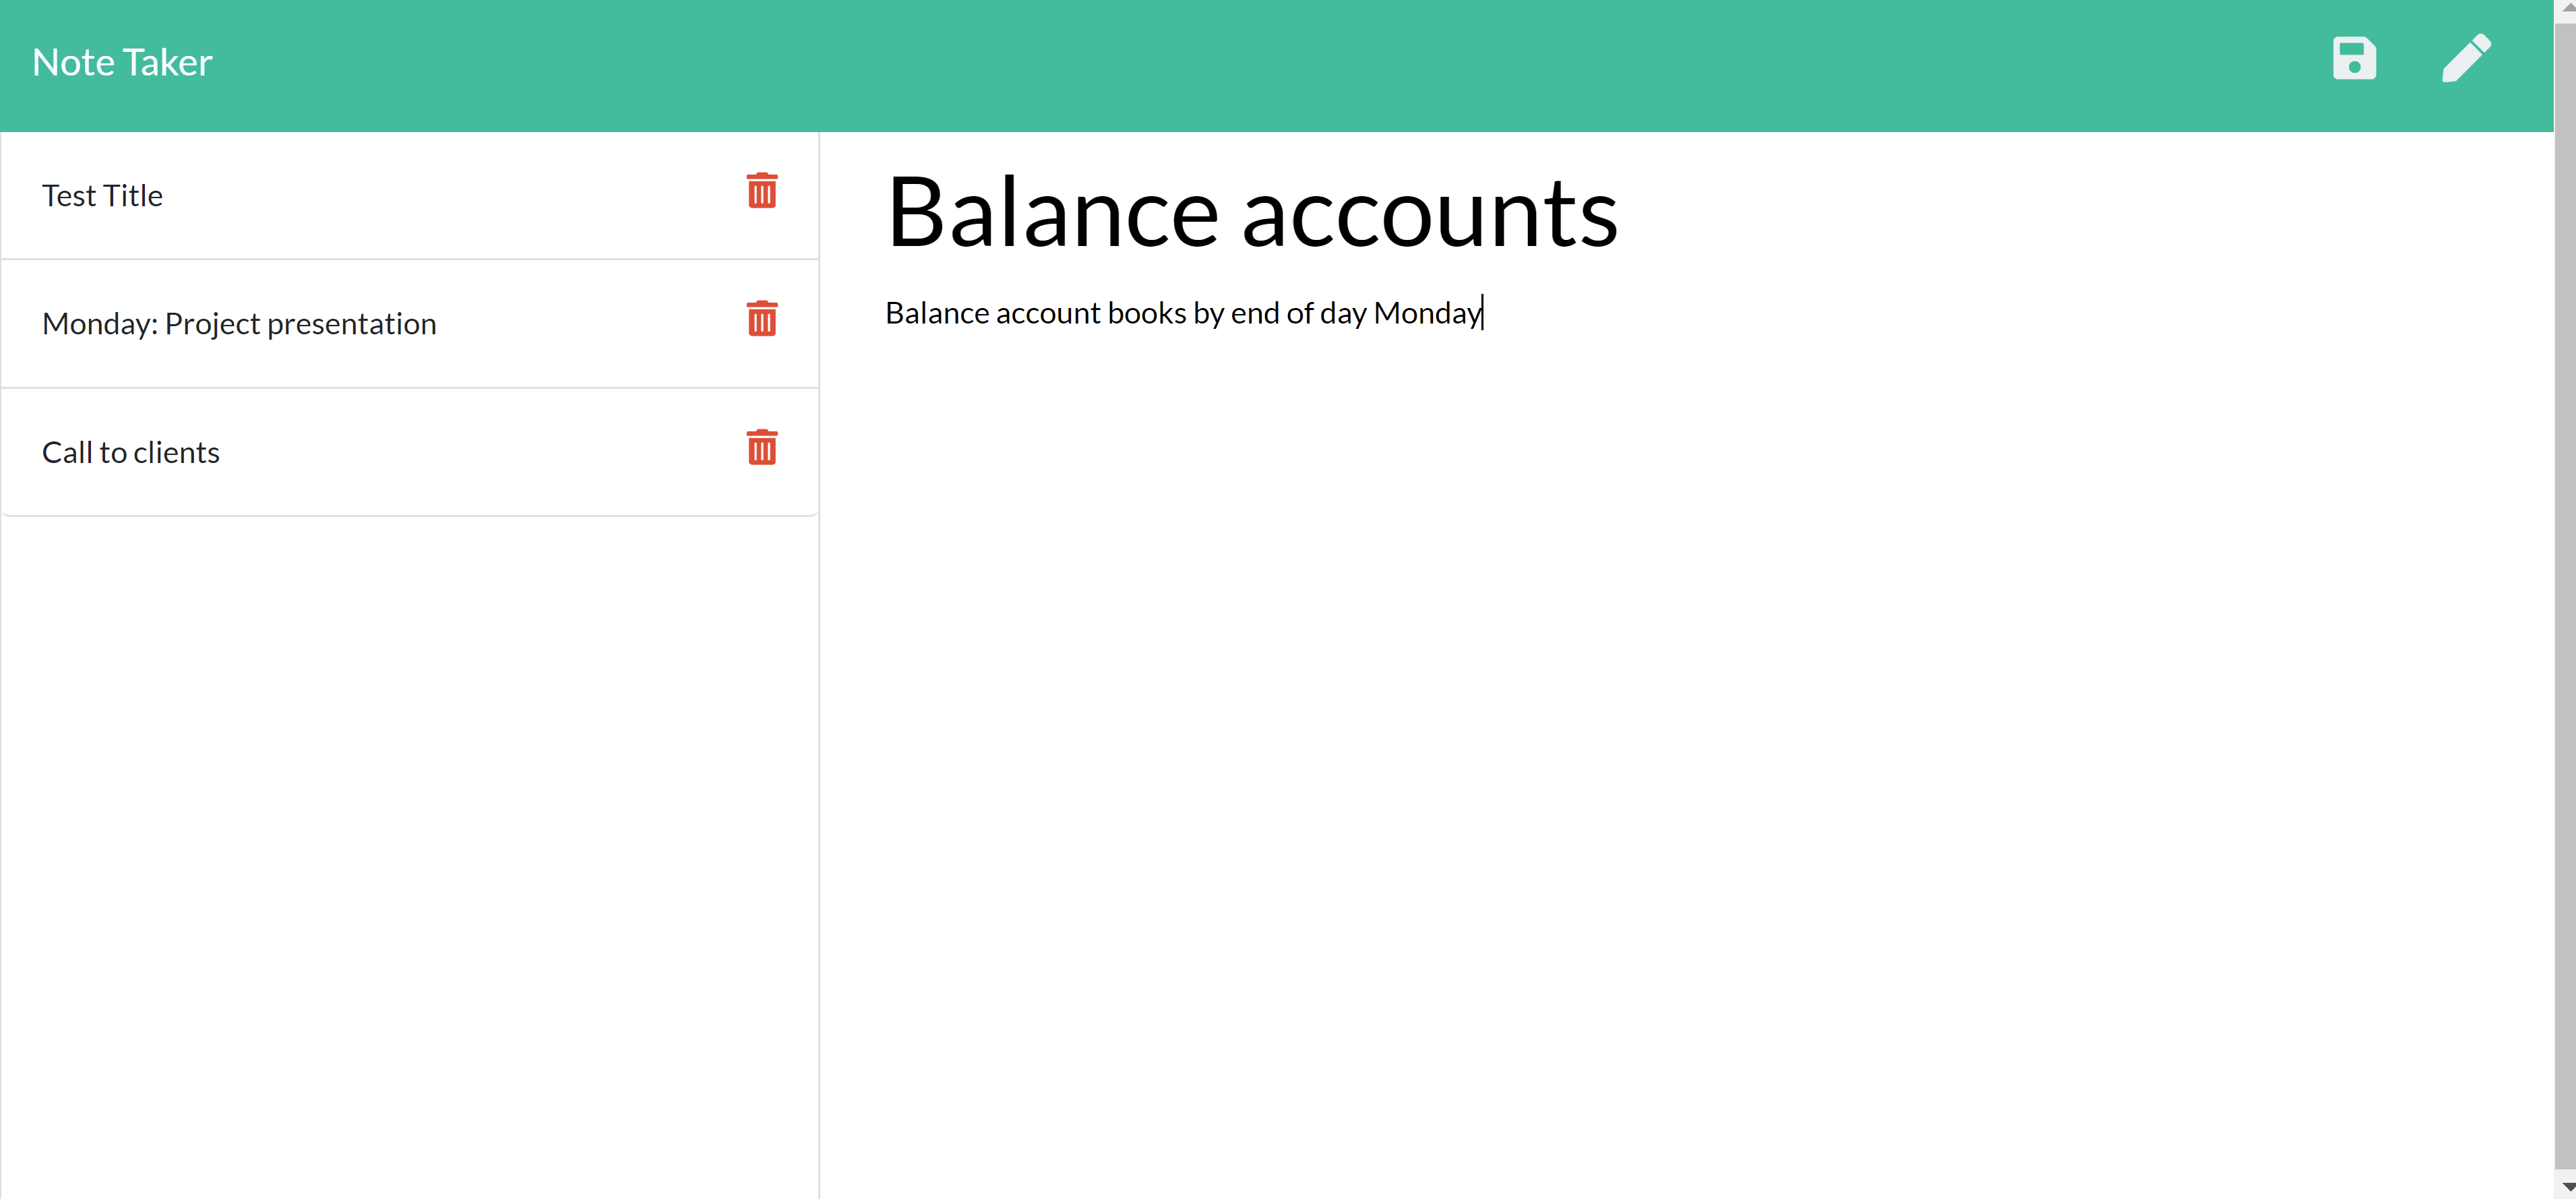 Note Taker
Test Title
Monday: Project presentation
Call to clients
Balance accounts
Balance account books by end of day Monday